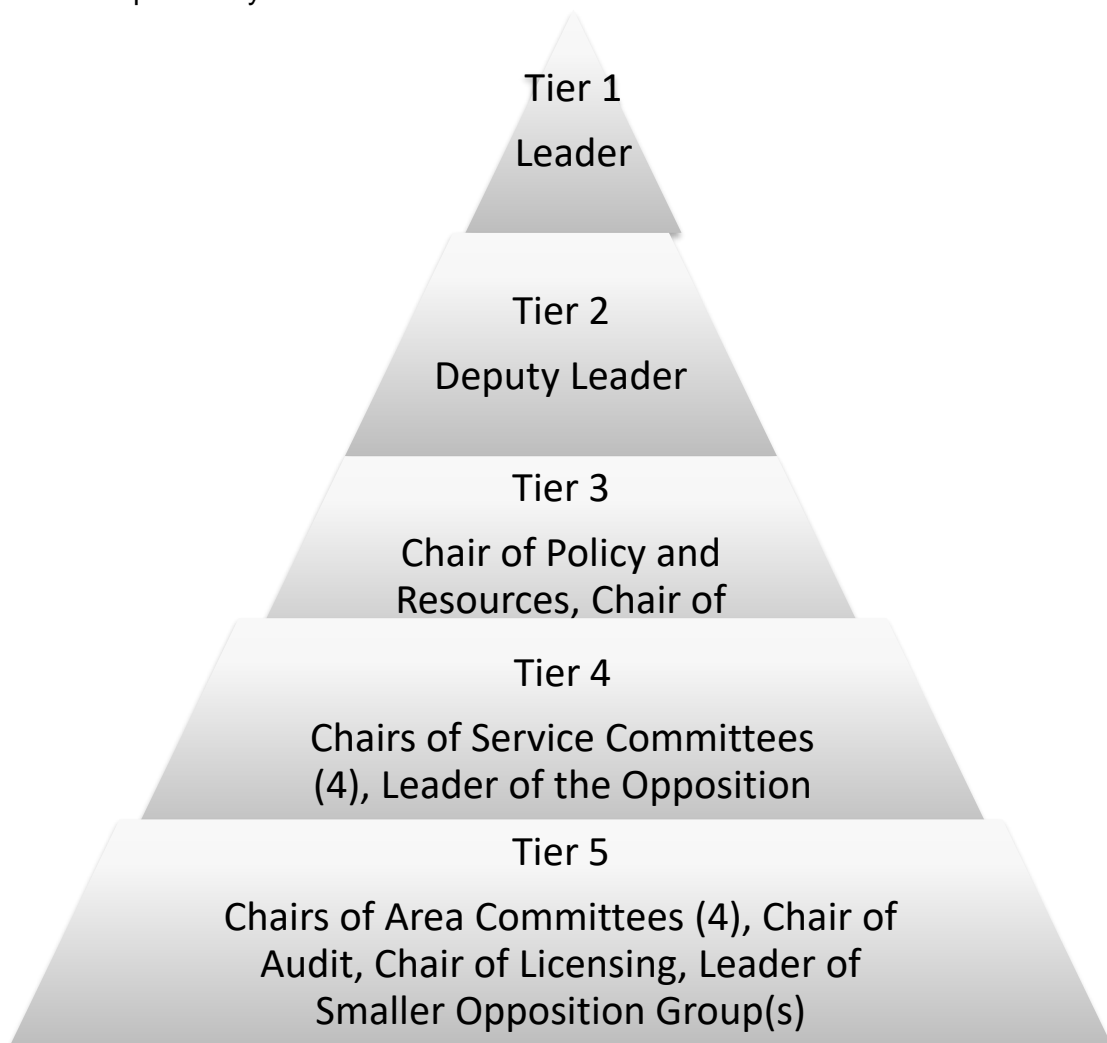 Tier 1
Leader
Tier 2
Deputy Leader
Tier 3
Chair of Policy and
Resources, Chair of
Tier 4
Chairs of Service Committees
(4), Leader of the Opposition
Tier 5
Chairs of Area Committees (4), Chair of
Audit, Chair of Licensing, Leader of
Smaller Opposition Group(s)